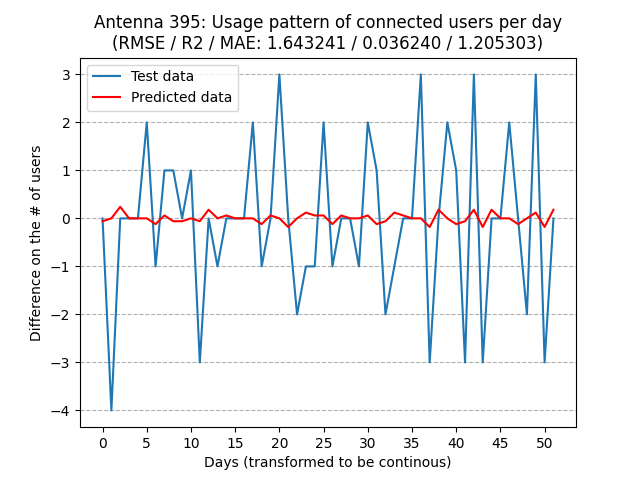 Antenna 395: Usage pattern of connected users per day
(RMSE / R2 / MAE: 1.643241 / 0.036240 / 1.205303)
Test data
Predicted data
3
2
1
0
−1
−2
−3
−4
Difference on the # of users
0 5 10 15 20 25 30 35 40 45 50
Days (transformed to be continous)